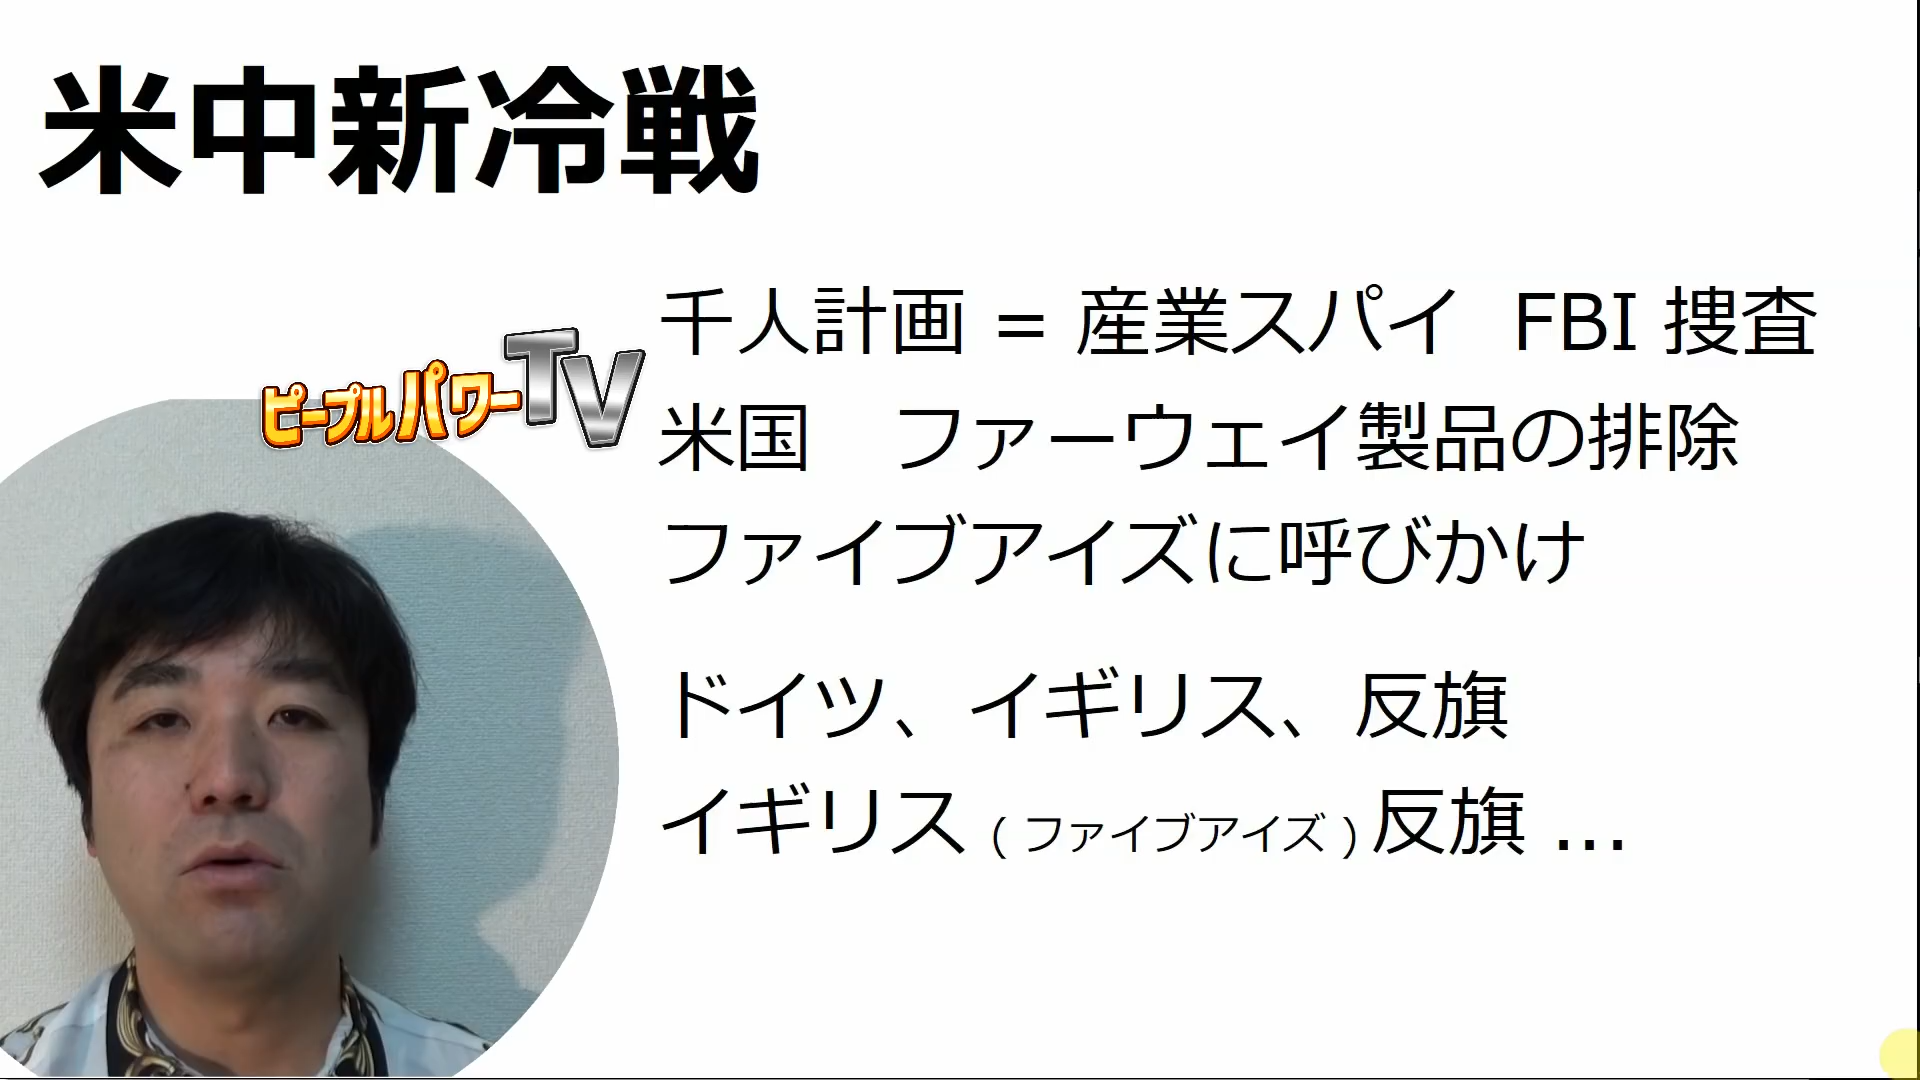 米中新冷戦
千人計画 = 産業スパイ FBI 捜査
ピープルパワーTV
米国　ファーウェイ製品の排除
ファイブアイズに呼びかけ
ドイツ、イギリス、反旗
イギリス ( ファイブアイズ ) 反旗 …